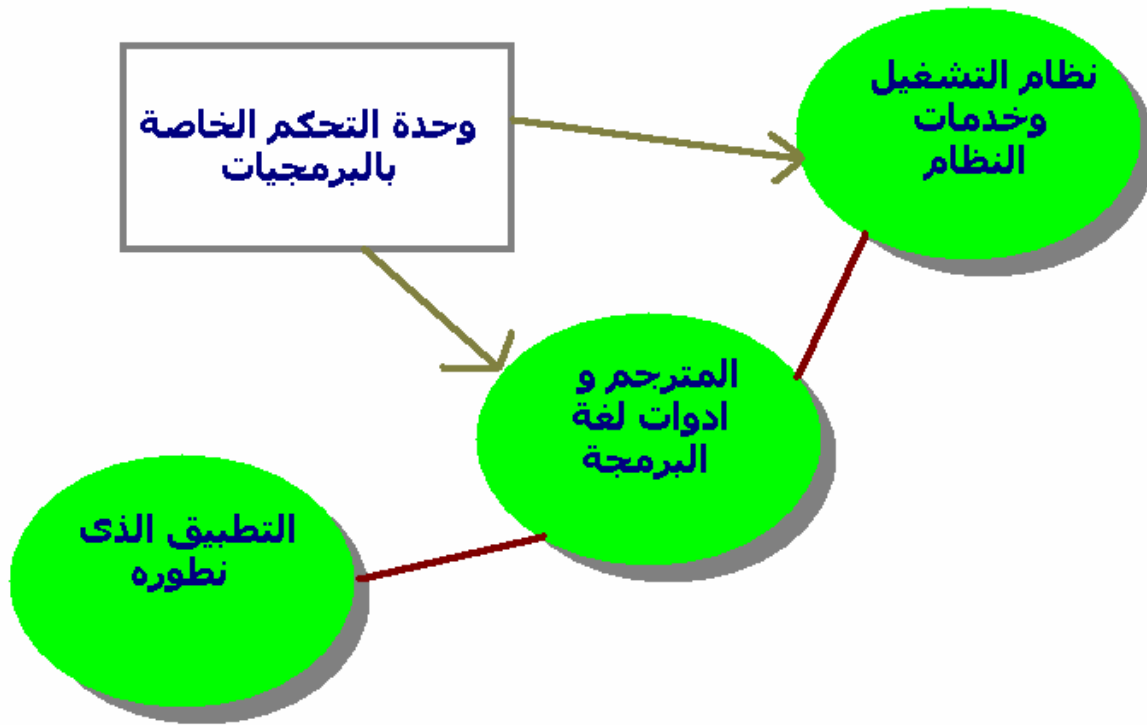 نظام التشغيل
وخدمات
النظام
وحدة التحكم الخاصة
بالبرمجيات
المترجم و
ادوات لغة
البرمجة
التطبيق الذى
نطوره